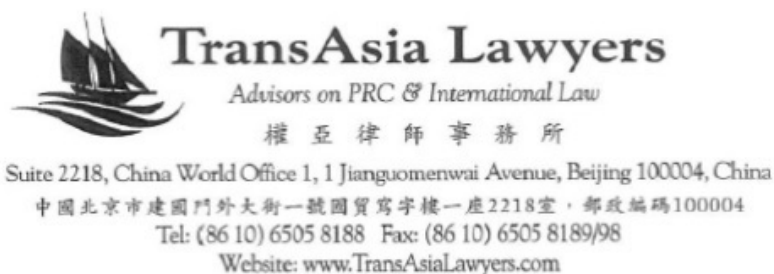 TransAsia Lawyers
Advisors on PRC & International Law
權亞律師事務所
Suite 2218, China World Office 1, 1 Jianguomenwai Avenue, Beijing 100004, China
中國北京市建國門外大街一號國貿寫字樓一座2218室，郵政編碼100004
Tel: (86 10) 6505 8188 Fax: (86 10) 6505 8189/98
Website: www.TransAsiaLawyers.com